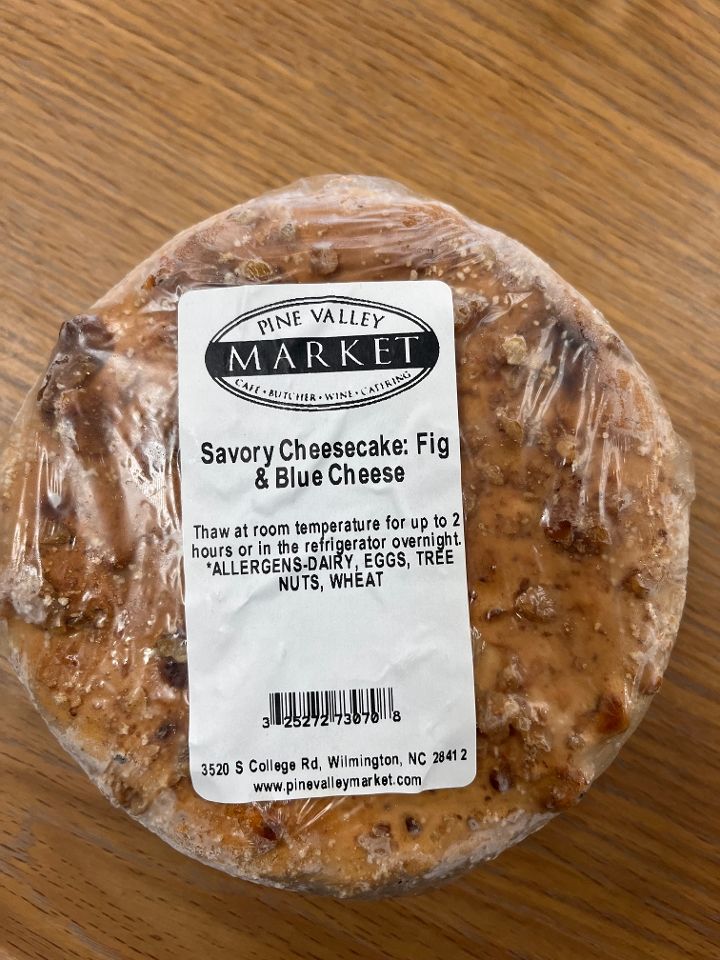 PINE VALLEY
MARKET
CAFE • BUTCHER • WINE • CATERING
Savory Cheesecake: Fig
& Blue Cheese
Thaw at room temperature for up to 2
hours or in the refrigerator overnight.
*ALLERGENS-DAIRY, EGGS, TREE
NUTS, WHEAT
3 25272 73070 8
3520 S College Rd, Wilmington, NC 28412
www.pinevalleymarket.com